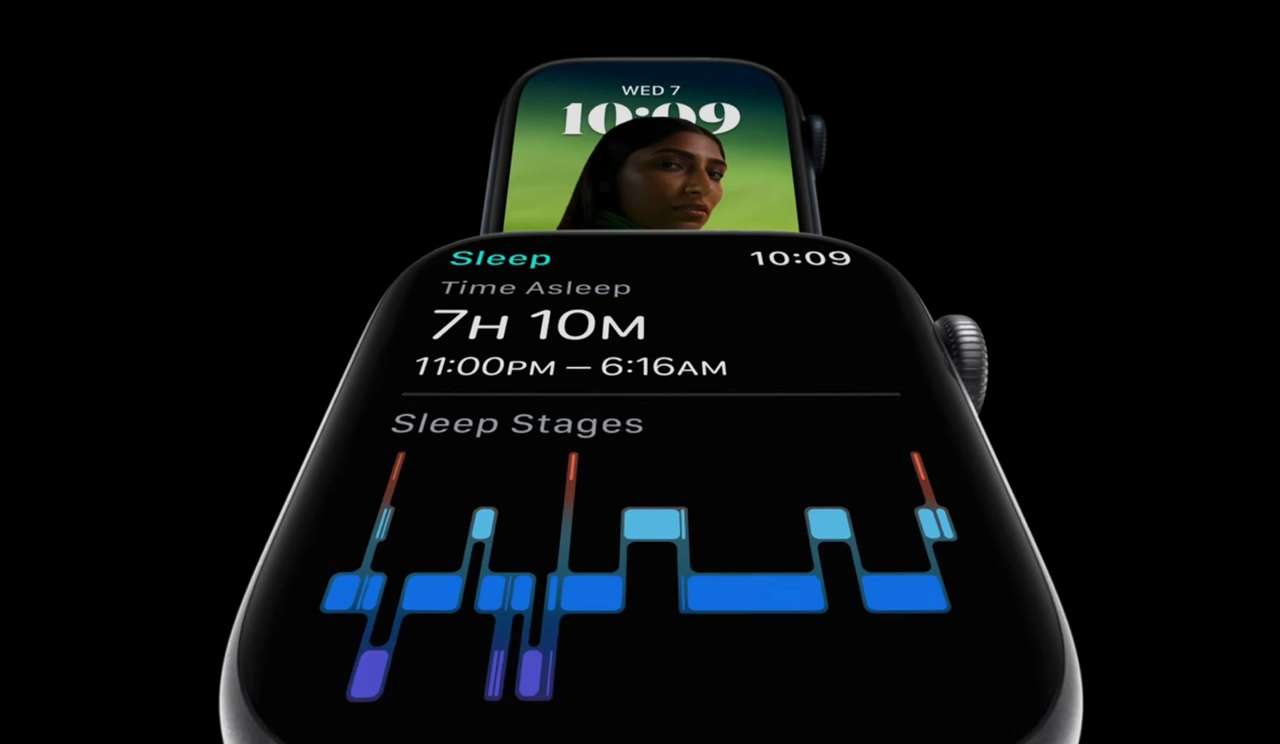 WED 7
10:09
Sleep
10:09
Time Asleep
7H 10M
11:00PM – 6:16AM
Sleep Stages